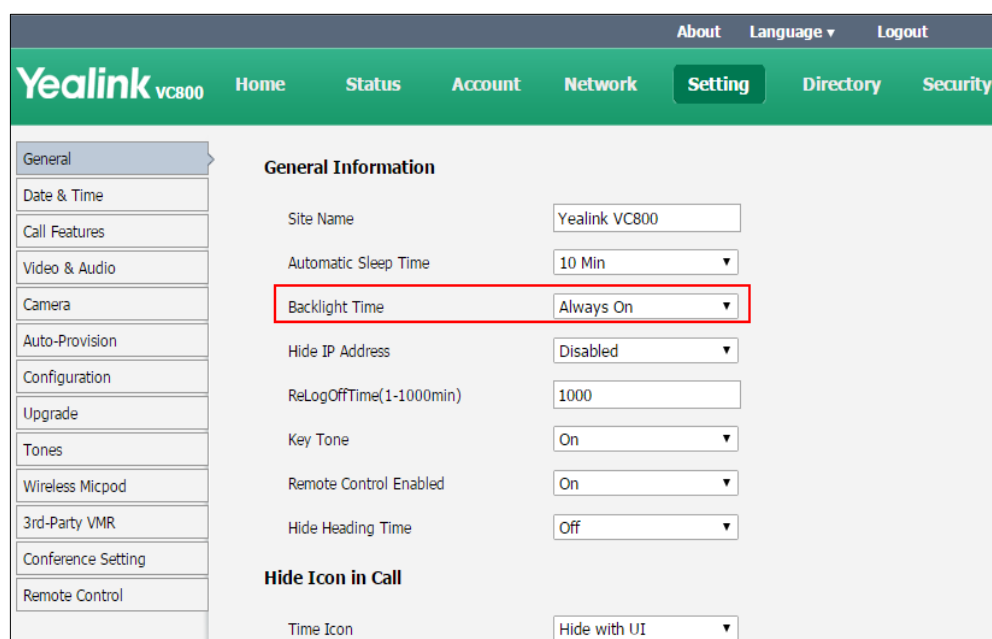 About Language ▾ Logout
Yealink VC800 Home Status Account Network Setting Directory Security
General
Date & Time
Call Features
Video & Audio
Camera
Auto-Provision
Configuration
Upgrade
Tones
Wireless Micpod
3rd-Party VMR
Conference Setting
Remote Control
General Information
Site Name Yealink VC800
Automatic Sleep Time 10 Min
Backlight Time Always On
Hide IP Address Disabled
ReLogOffTime(1-1000min) 1000
Key Tone On
Remote Control Enabled On
Hide Heading Time Off
Hide Icon in Call
Time Icon Hide with UI